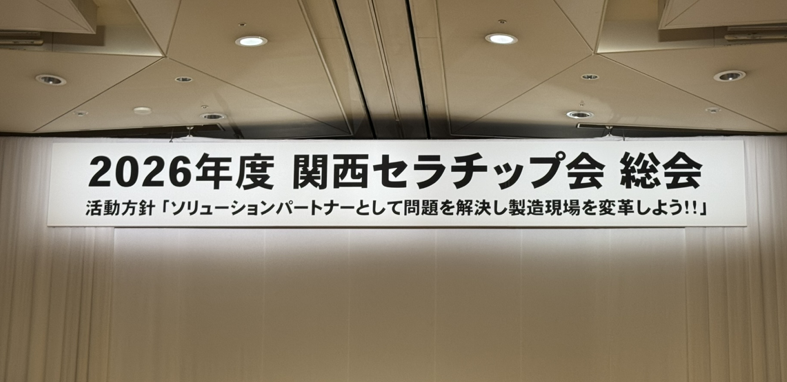 2026年度 関西セラチップ会 総会
活動方針「ソリューションパートナーとして問題を解決し製造現場を変革しよう!!」